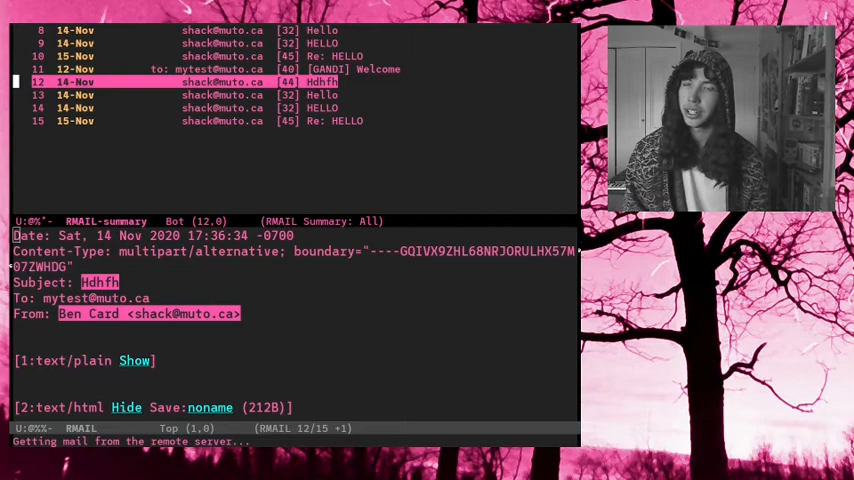 8 14-Nov shack@muto.ca [32] Hello
9 14-Nov shack@muto.ca [32] HELLO
10 15-Nov shack@muto.ca [45] Re: HELLO
11 12-Nov to: mytest@muto.ca [40] [GANDI] Welcome
12 14-Nov shack@muto.ca [44] Hdhfh
13 14-Nov shack@muto.ca [32] Hello
14 14-Nov shack@muto.ca [32] HELLO
15 15-Nov shack@muto.ca [45] Re: HELLO
U:@%*- RMAIL-summary Bot (12,0) (RMAIL Summary: All)
Date: Sat, 14 Nov 2020 17:36:34 -0700
Content-Type: multipart/alternative; boundary="----GQIVX9ZHL68NRJORULHX57M
07ZWHDG"
Subject: Hdhfh
To: mytest@muto.ca
From: Ben Card <shack@muto.ca>
[1:text/plain Show]
[2:text/html Hide Save:noname (212B)]
U:@%%- RMAIL Top (1,0) (RMAIL 12/15 +1)
Getting mail from the remote server...